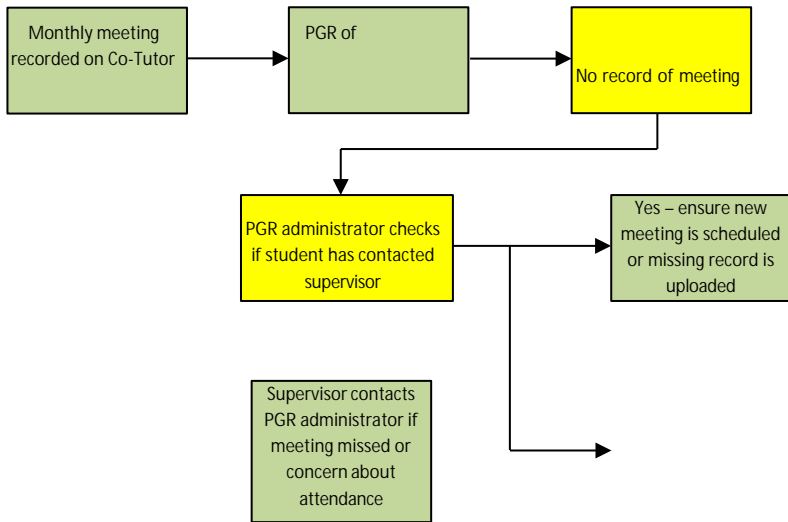 Monthly meeting
recorded on Co-Tutor
PGR of
No record of meeting
PGR administrator checks
if student has contacted
supervisor
Yes – ensure new
meeting is scheduled
or missing record is
uploaded
Supervisor contacts
PGR administrator if
meeting missed or
concern about
attendance